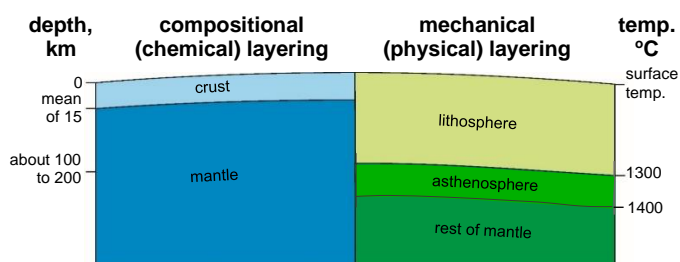 depth,
km
compositional
(chemical) layering
mechanical
(physical) layering
temp.
ºC
0
mean
of 15
about 100
to 200
crust
mantle
lithosphere
asthenosphere
rest of mantle
surface
temp.
1300
1400